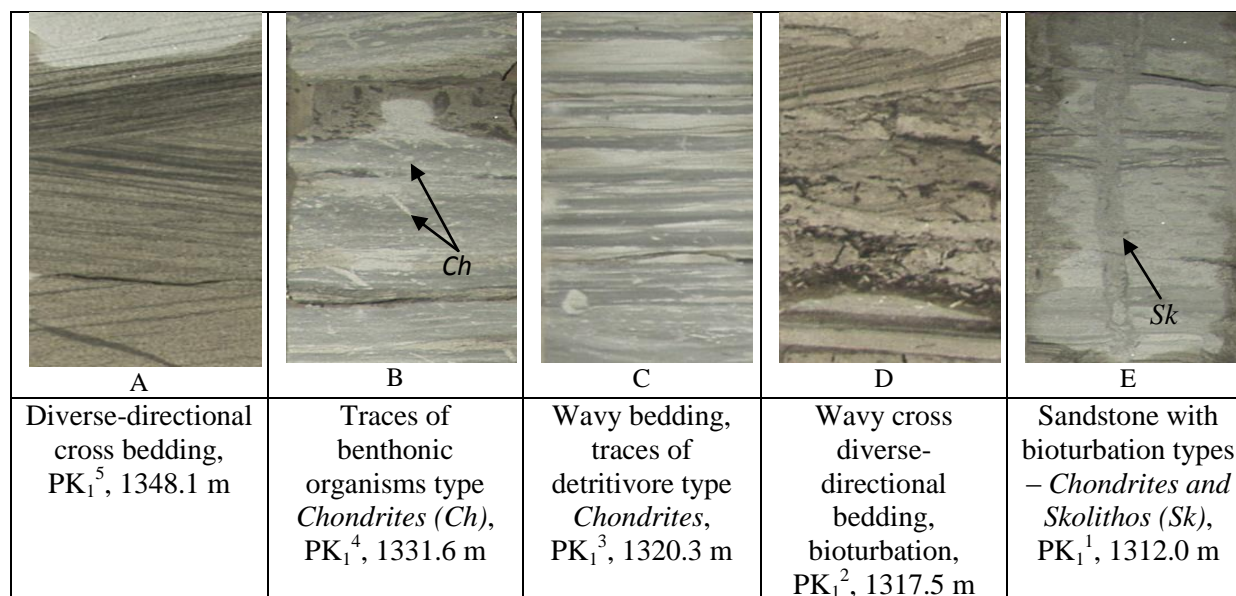 Ch
Sk
A
B
C
D
E
Diverse-directional
cross bedding,
PK₁⁵, 1348.1 m
Traces of
benthonic
organisms type
Chondrites (Ch),
PK₁⁴, 1331.6 m
Wavy bedding,
traces of
detritivore type
Chondrites,
PK₁³, 1320.3 m
Wavy cross
diverse-
directional
bedding,
bioturbation,
PK₁², 1317.5 m
Sandstone with
bioturbation types
– Chondrites and
Skolithos (Sk),
PK₁¹, 1312.0 m